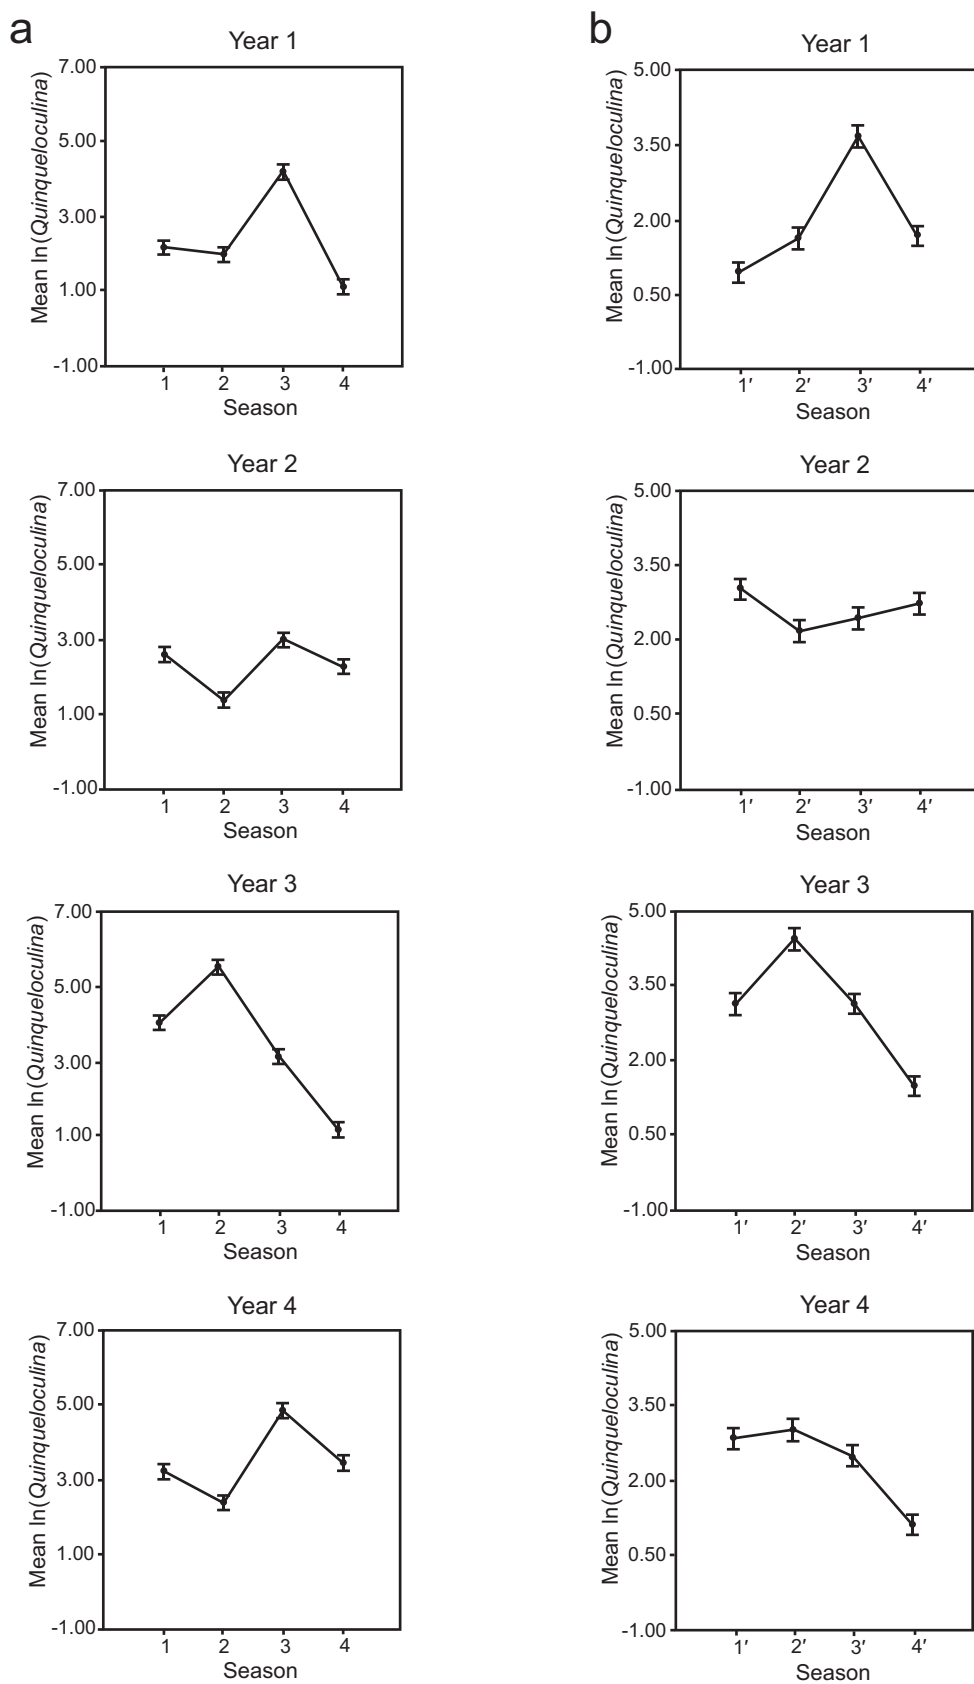 a
Year 1
7.00
5.00
3.00
1.00
-1.00
Mean ln(Quinqueloculina)
1 2 3 4
Season
Year 2
7.00
5.00
3.00
1.00
-1.00
Mean ln(Quinqueloculina)
1 2 3 4
Season
Year 3
7.00
5.00
3.00
1.00
-1.00
Mean ln(Quinqueloculina)
1 2 3 4
Season
Year 4
7.00
5.00
3.00
1.00
-1.00
Mean ln(Quinqueloculina)
1 2 3 4
Season
b
Year 1
5.00
3.50
2.00
0.50
-1.00
Mean ln(Quinqueloculina)
1′ 2′ 3′ 4′
Season
Year 2
5.00
3.50
2.00
0.50
-1.00
Mean ln(Quinqueloculina)
1′ 2′ 3′ 4′
Season
Year 3
5.00
3.50
2.00
0.50
-1.00
Mean ln(Quinqueloculina)
1′ 2′ 3′ 4′
Season
Year 4
5.00
3.50
2.00
0.50
-1.00
Mean ln(Quinqueloculina)
1′ 2′ 3′ 4′
Season